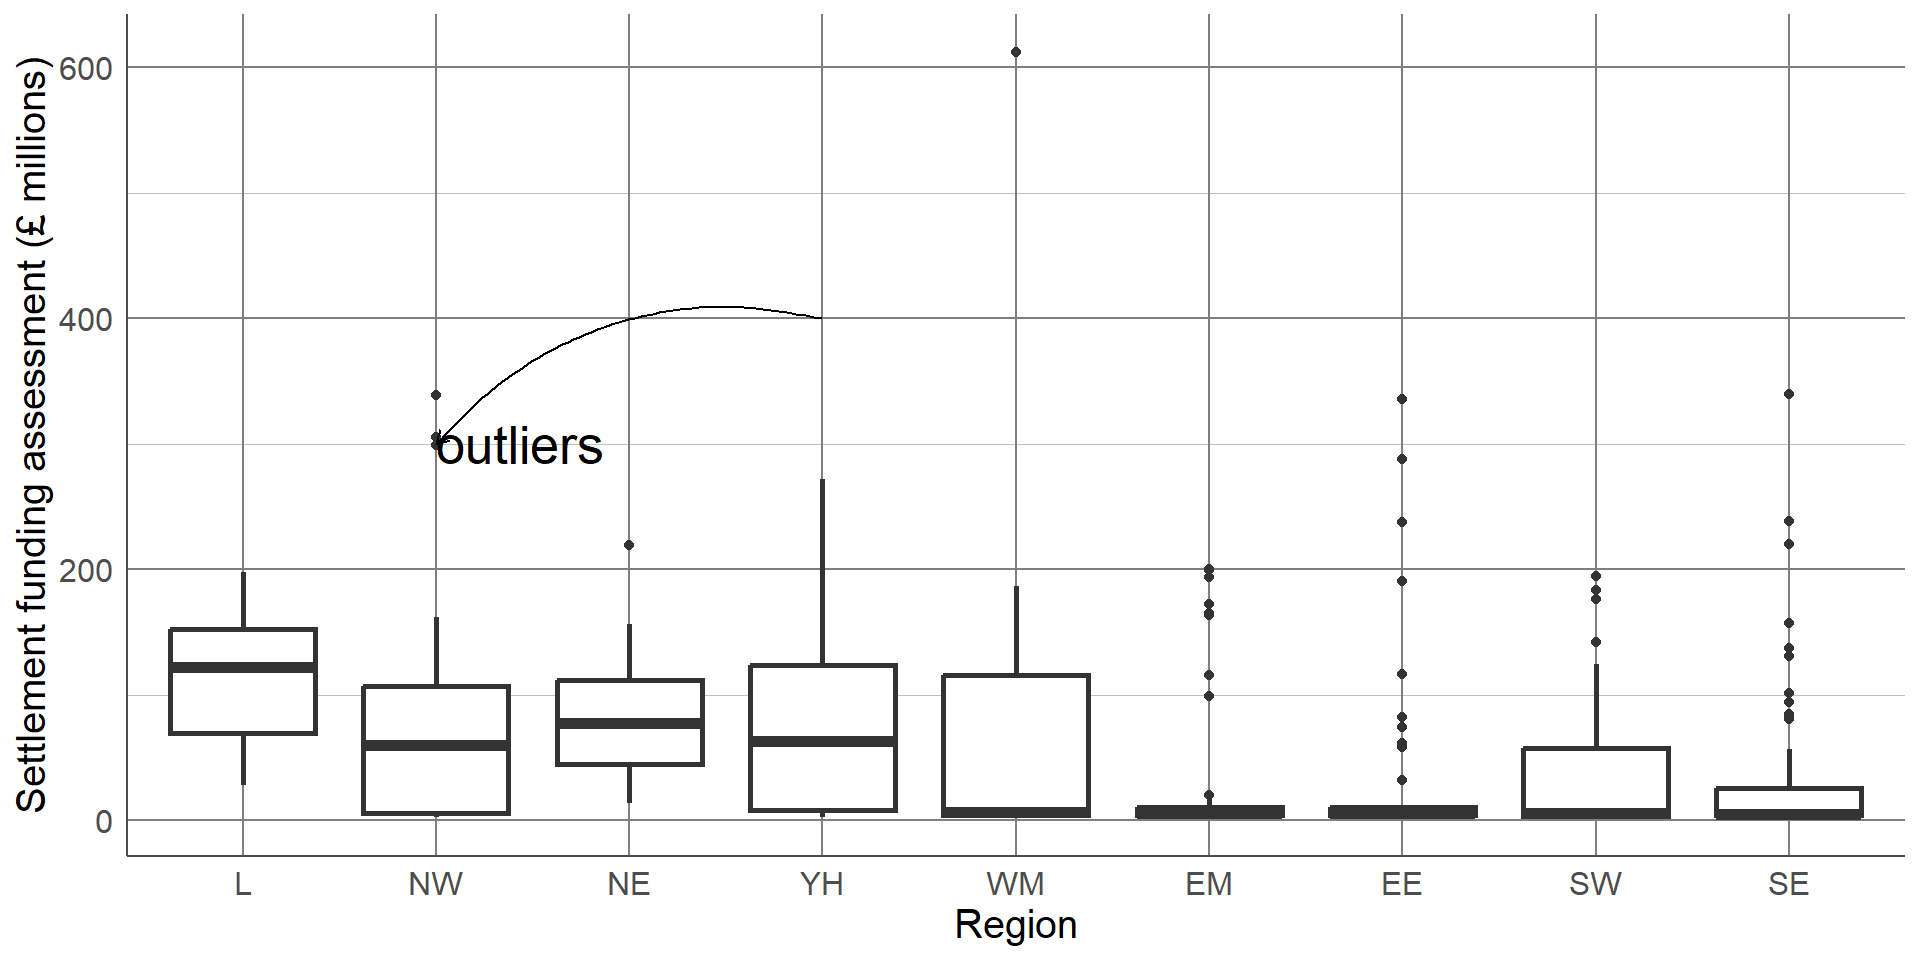 Settlement funding assessment (£ millions)
600
400
200
0
outliers
L NW NE YH WM EM EE SW SE
Region